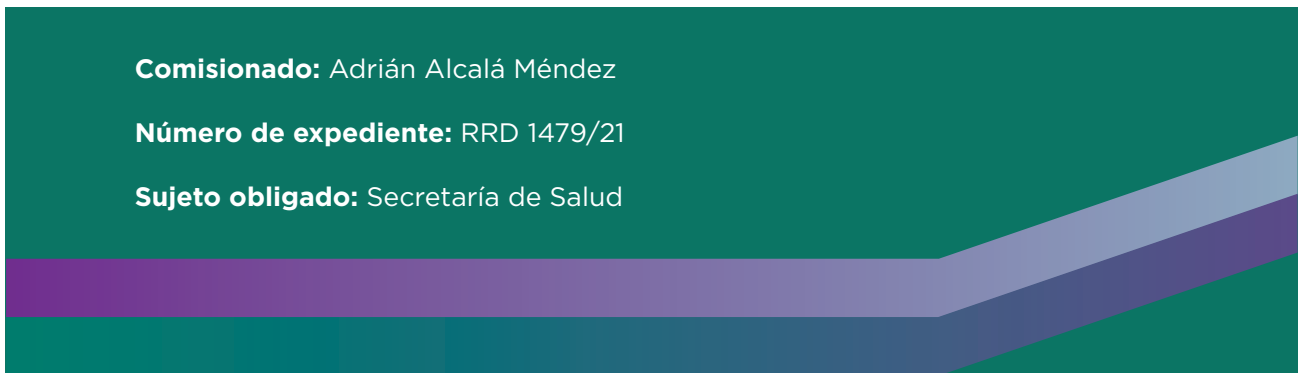 Comisionado: Adrián Alcalá Méndez
Número de expediente: RRD 1479/21
Sujeto obligado: Secretaría de Salud